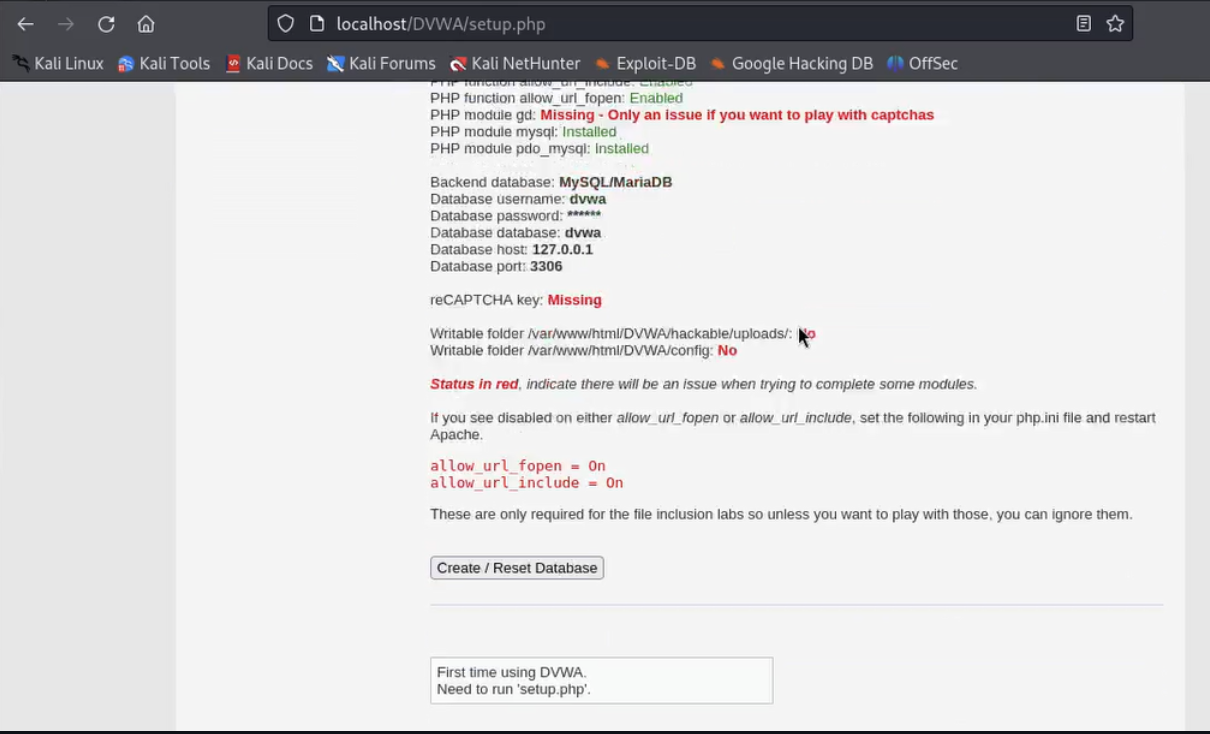 localhost/DVWA/setup.php
Kali Linux Kali Tools Kali Docs Kali Forums Kali NetHunter Exploit-DB Google Hacking DB OffSec
PHP function allow_url_include: Enabled
PHP function allow_url_fopen: Enabled
PHP module gd: Missing - Only an issue if you want to play with captchas
PHP module mysql: Installed
PHP module pdo_mysql: Installed
Backend database: MySQL/MariaDB
Database username: dvwa
Database password: ******
Database database: dvwa
Database host: 127.0.0.1
Database port: 3306
reCAPTCHA key: Missing
Writable folder /var/www/html/DVWA/hackable/uploads/: No
Writable folder /var/www/html/DVWA/config: No
Status in red, indicate there will be an issue when trying to complete some modules.
If you see disabled on either allow_url_fopen or allow_url_include, set the following in your php.ini file and restart
Apache.
allow_url_fopen = On
allow_url_include = On
These are only required for the file inclusion labs so unless you want to play with those, you can ignore them.
Create / Reset Database
First time using DVWA.
Need to run 'setup.php'.